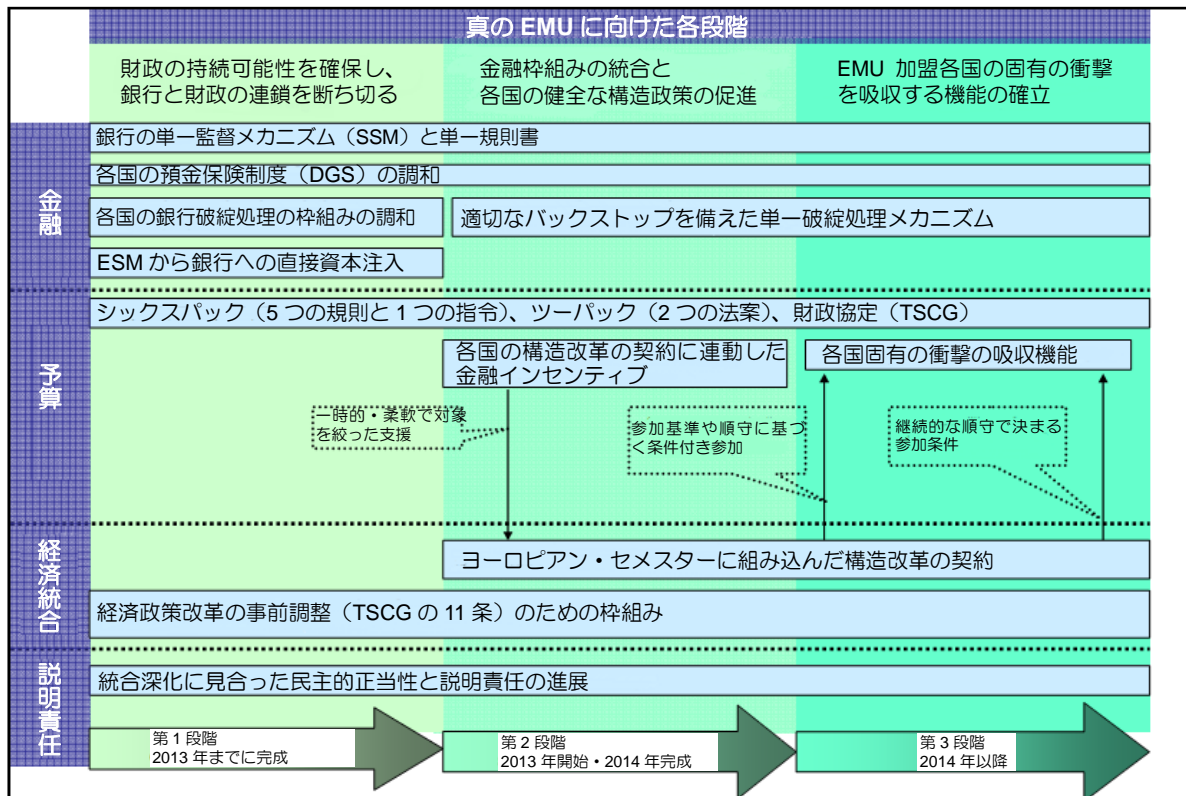 真の EMU に向けた各段階
財政の持続可能性を確保し、
銀行と財政の連鎖を断ち切る
金融枠組みの統合と
各国の健全な構造政策の促進
EMU 加盟各国の固有の衝撃
を吸収する機能の確立
金融
銀行の単一監督メカニズム（SSM）と単一規則書
各国の預金保険制度（DGS）の調和
各国の銀行破綻処理の枠組みの調和
適切なバックストップを備えた単一破綻処理メカニズム
ESM から銀行への直接資本注入
予算
シックスパック（5 つの規則と 1 つの指令）、ツーパック（2 つの法案）、財政協定（TSCG）
各国の構造改革の契約に連動した
金融インセンティブ
各国固有の衝撃の吸収機能
一時的・柔軟で対象
を絞った支援
参加基準や順守に基づ
く条件付き参加
継続的な順守で決まる
参加条件
経済統合
ヨーロピアン・セメスターに組み込んだ構造改革の契約
経済政策改革の事前調整（TSCG の 11 条）のための枠組み
説明責任
統合深化に見合った民主的正当性と説明責任の進展
第 1 段階
2013 年までに完成
第 2 段階
2013 年開始・2014 年完成
第 3 段階
2014 年以降